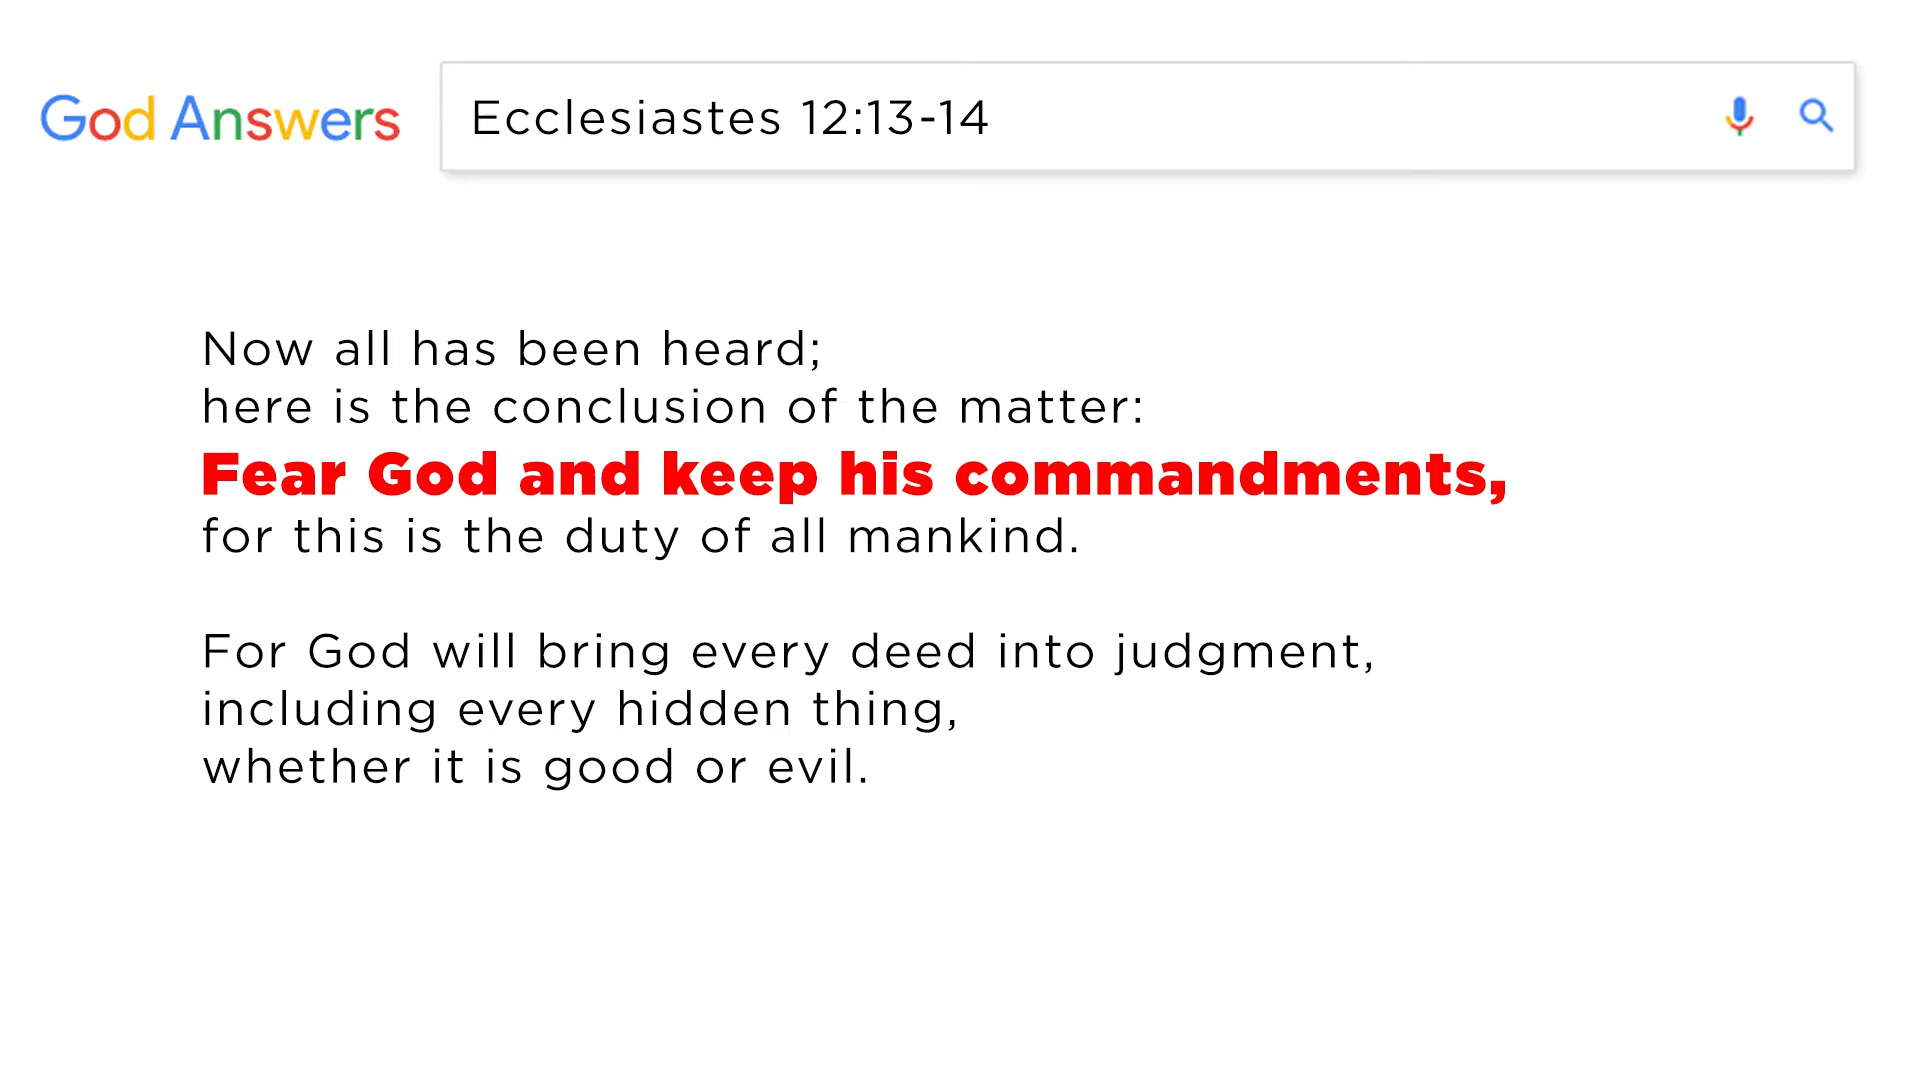 God Answers
Ecclesiastes 12:13-14
Now all has been heard;
here is the conclusion of the matter:
Fear God and keep his commandments,
for this is the duty of all mankind.
For God will bring every deed into judgment,
including every hidden thing,
whether it is good or evil.